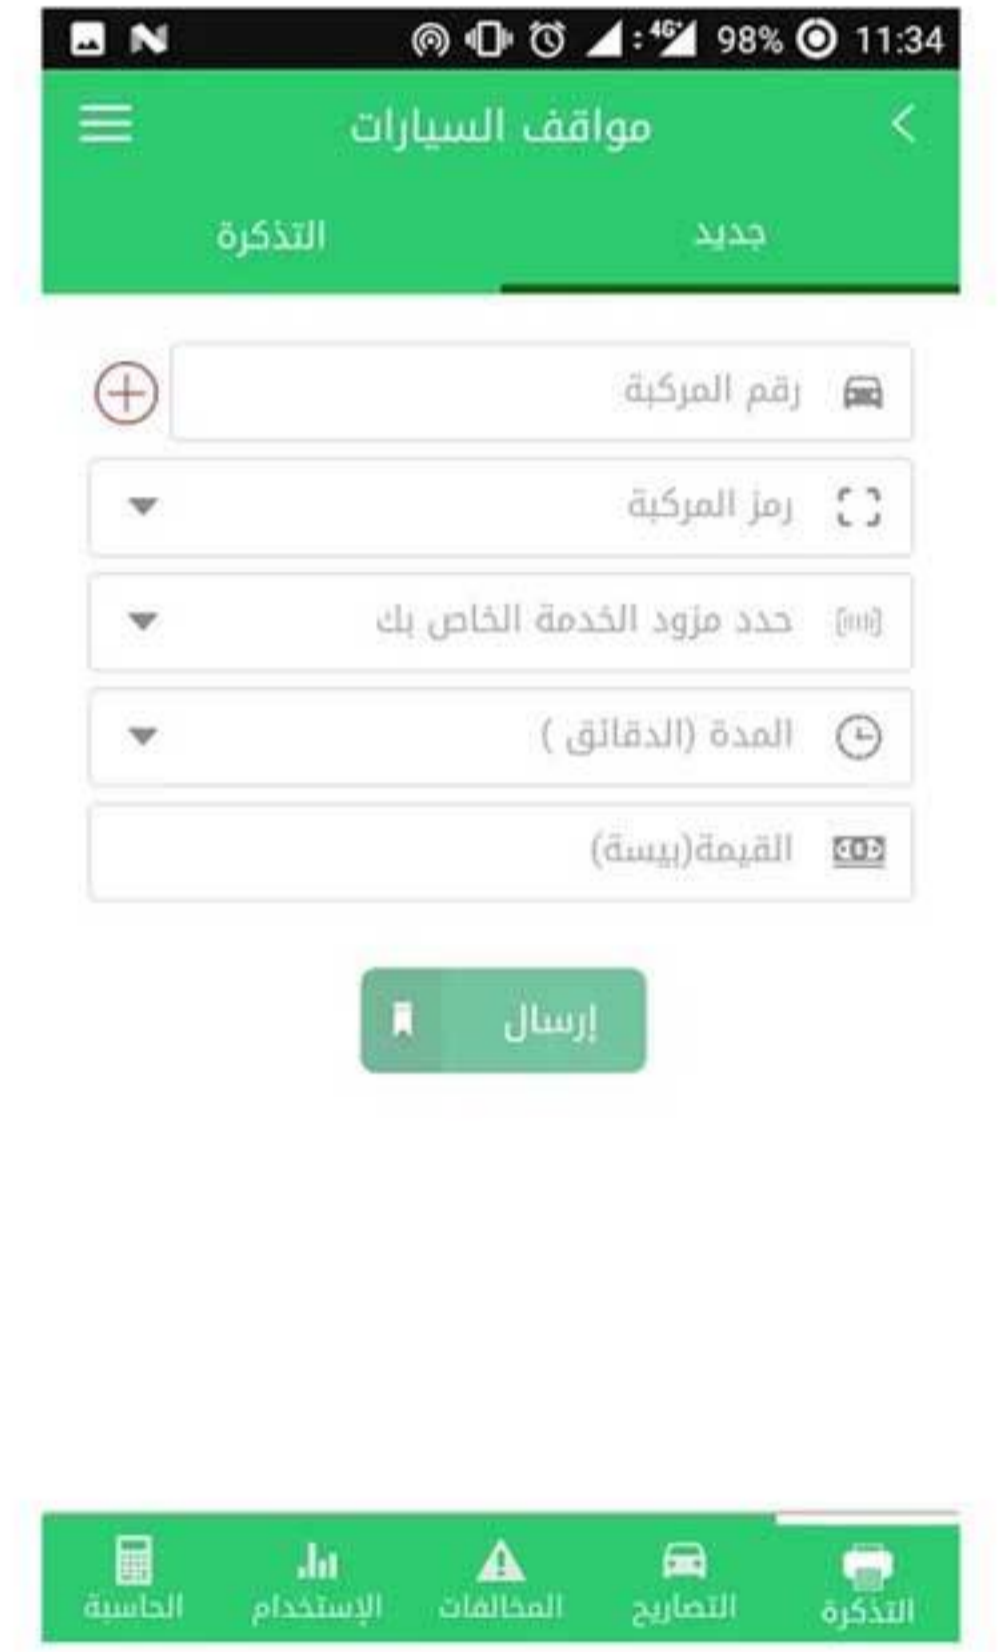 98% 11:34
مواقف السيارات
جديد
التذكرة
رقم المركبة
رمز المركبة
حدد مزود الخدمة الخاص بك
المدة (الدقائق )
القيمة(بيسة)
إرسال
التذكرة
التصاريح
المخالفات
الإستخدام
الحاسبة